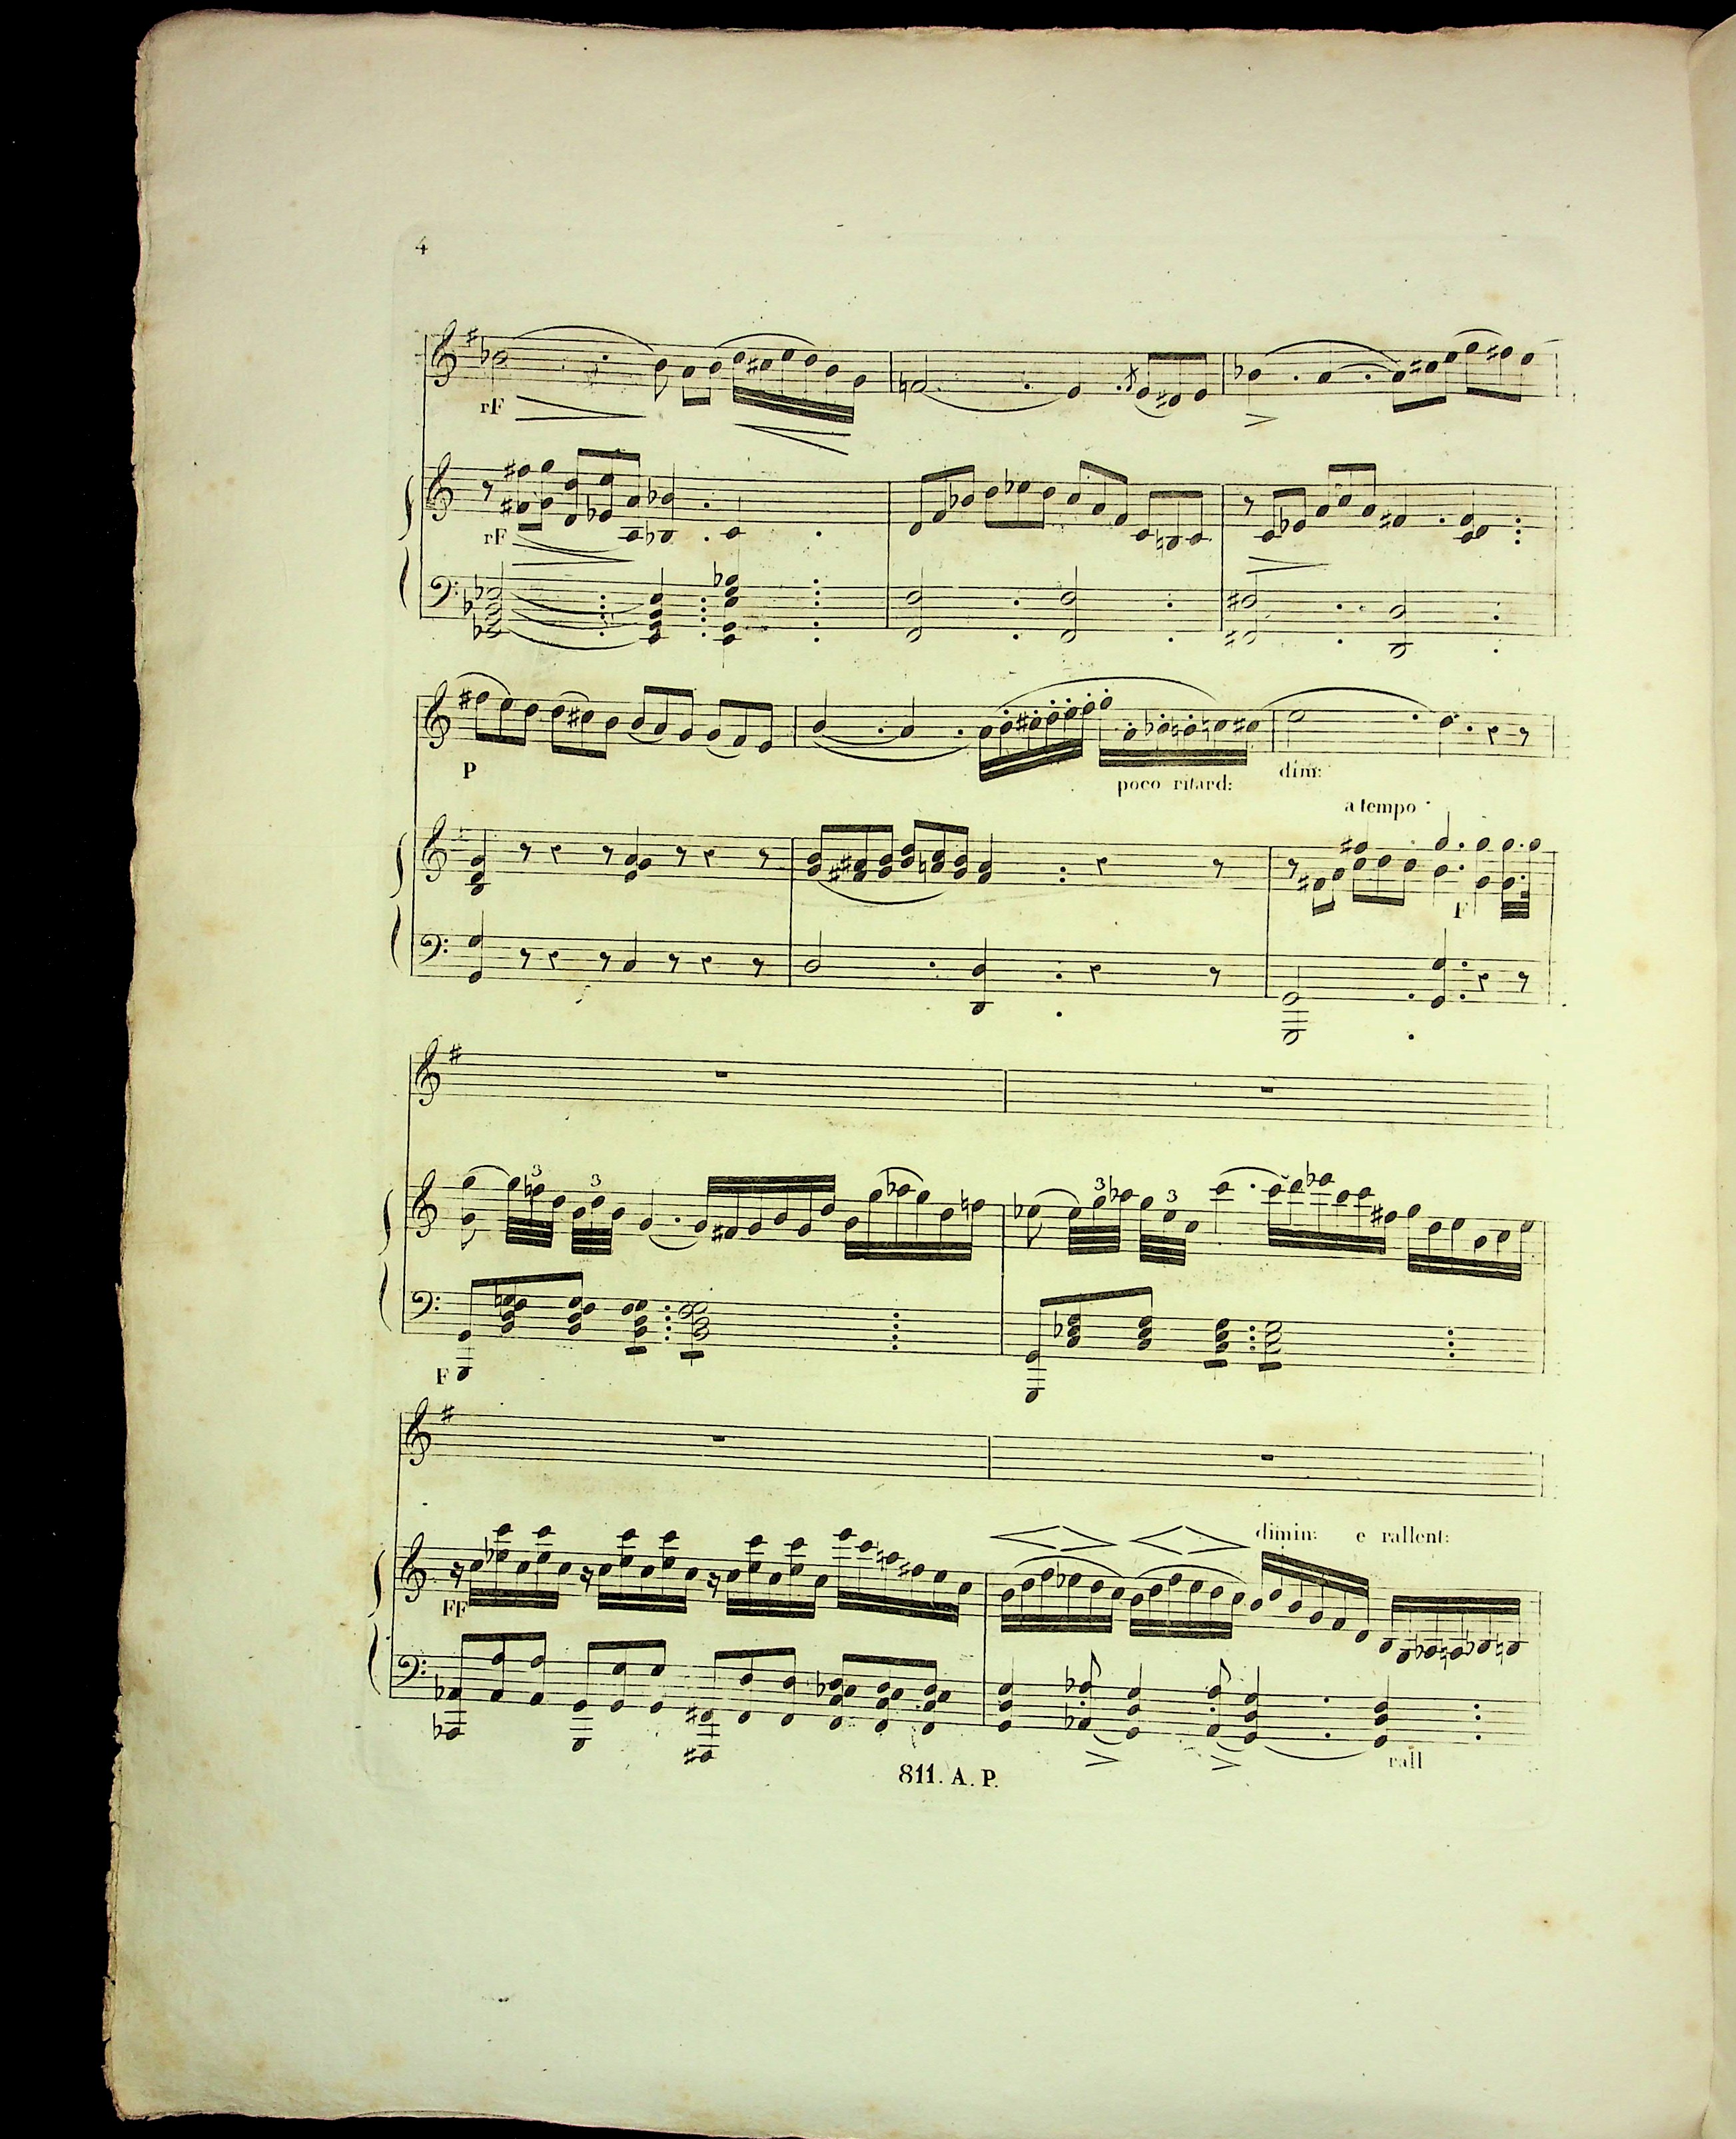 4
rF
rF
P
poco ritard:
dim:
a tempo
F
3
3
3
3
F
dimin: e rallent:
FF
rall
811. A. P.